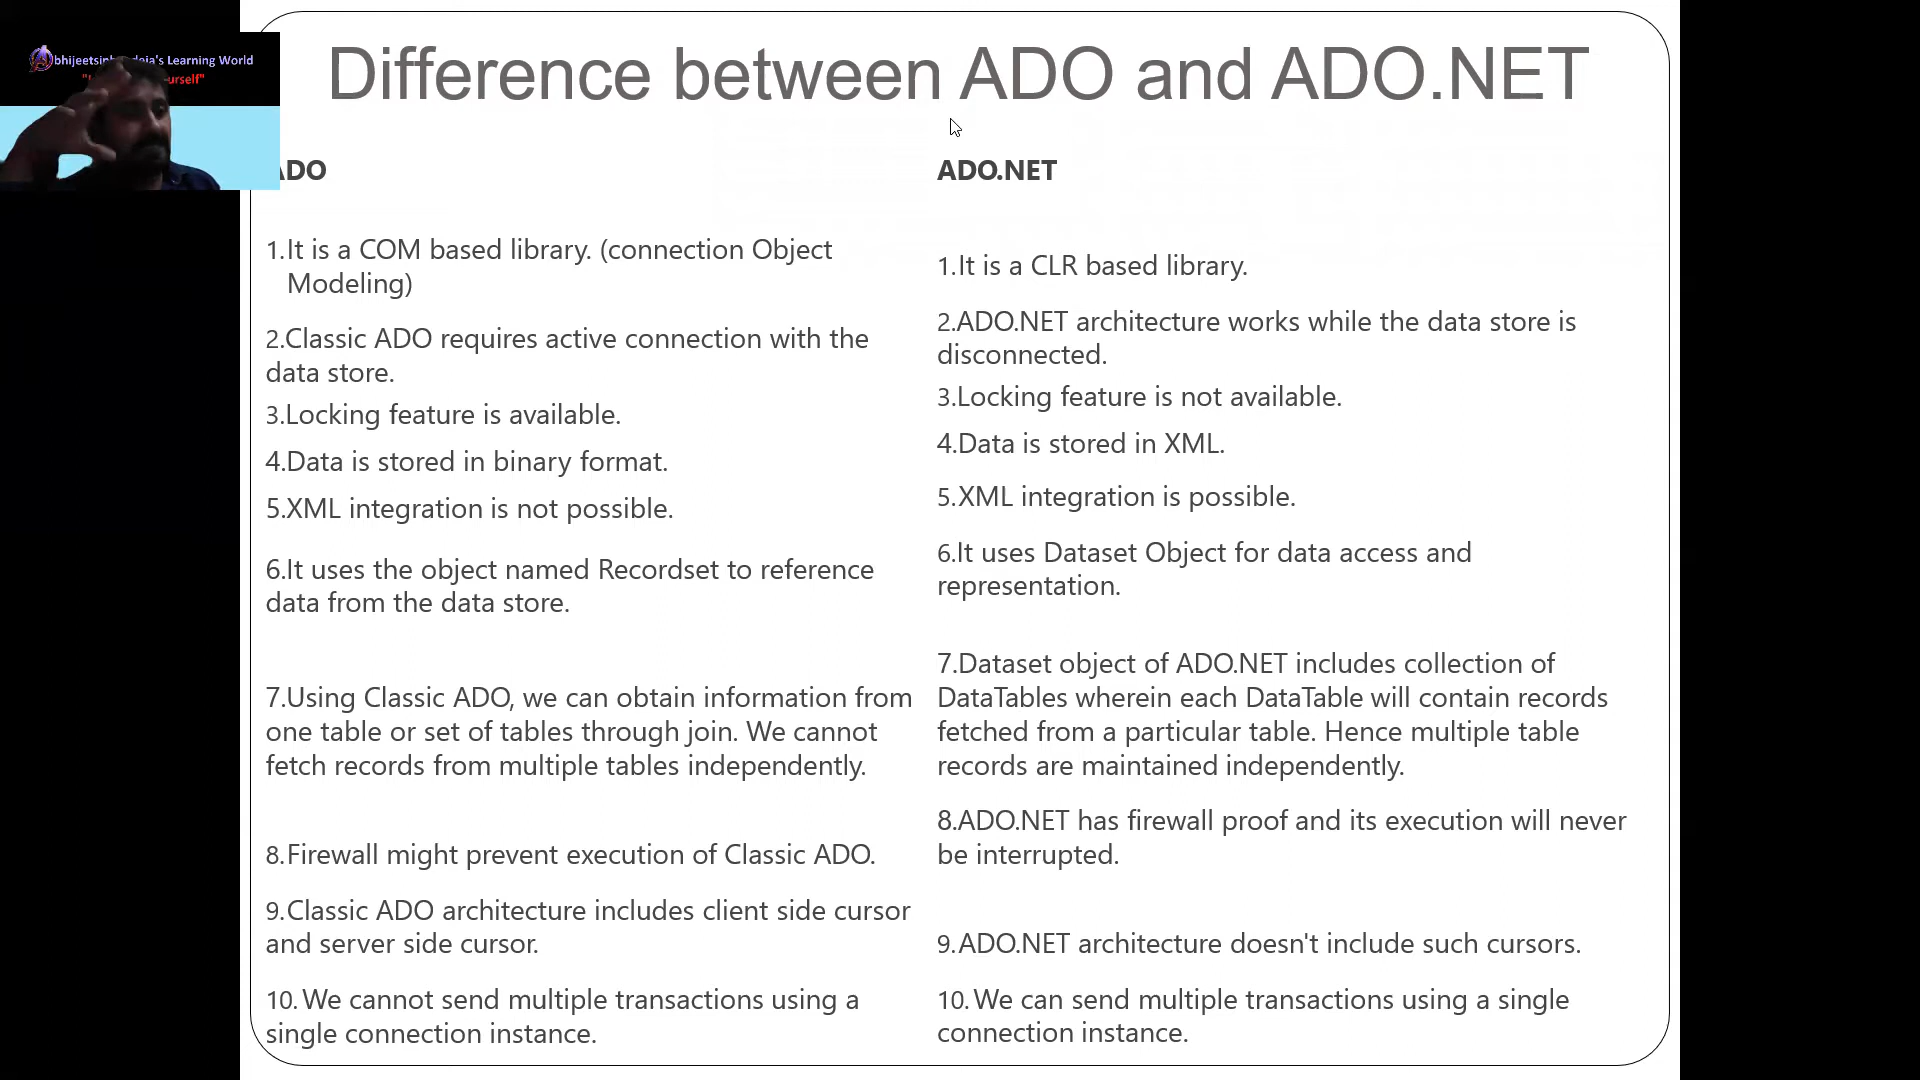 bhijeetsinh deja's Learning World
urself"
Difference between ADO and ADO.NET
ADO
1.It is a COM based library. (connection Object
Modeling)
2.Classic ADO requires active connection with the
data store.
3.Locking feature is available.
4.Data is stored in binary format.
5.XML integration is not possible.
6.It uses the object named Recordset to reference
data from the data store.
7.Using Classic ADO, we can obtain information from
one table or set of tables through join. We cannot
fetch records from multiple tables independently.
8.Firewall might prevent execution of Classic ADO.
9.Classic ADO architecture includes client side cursor
and server side cursor.
10. We cannot send multiple transactions using a
single connection instance.
ADO.NET
1.It is a CLR based library.
2.ADO.NET architecture works while the data store is
disconnected.
3.Locking feature is not available.
4.Data is stored in XML.
5.XML integration is possible.
6.It uses Dataset Object for data access and
representation.
7.Dataset object of ADO.NET includes collection of
DataTables wherein each DataTable will contain records
fetched from a particular table. Hence multiple table
records are maintained independently.
8.ADO.NET has firewall proof and its execution will never
be interrupted.
9.ADO.NET architecture doesn't include such cursors.
10. We can send multiple transactions using a single
connection instance.